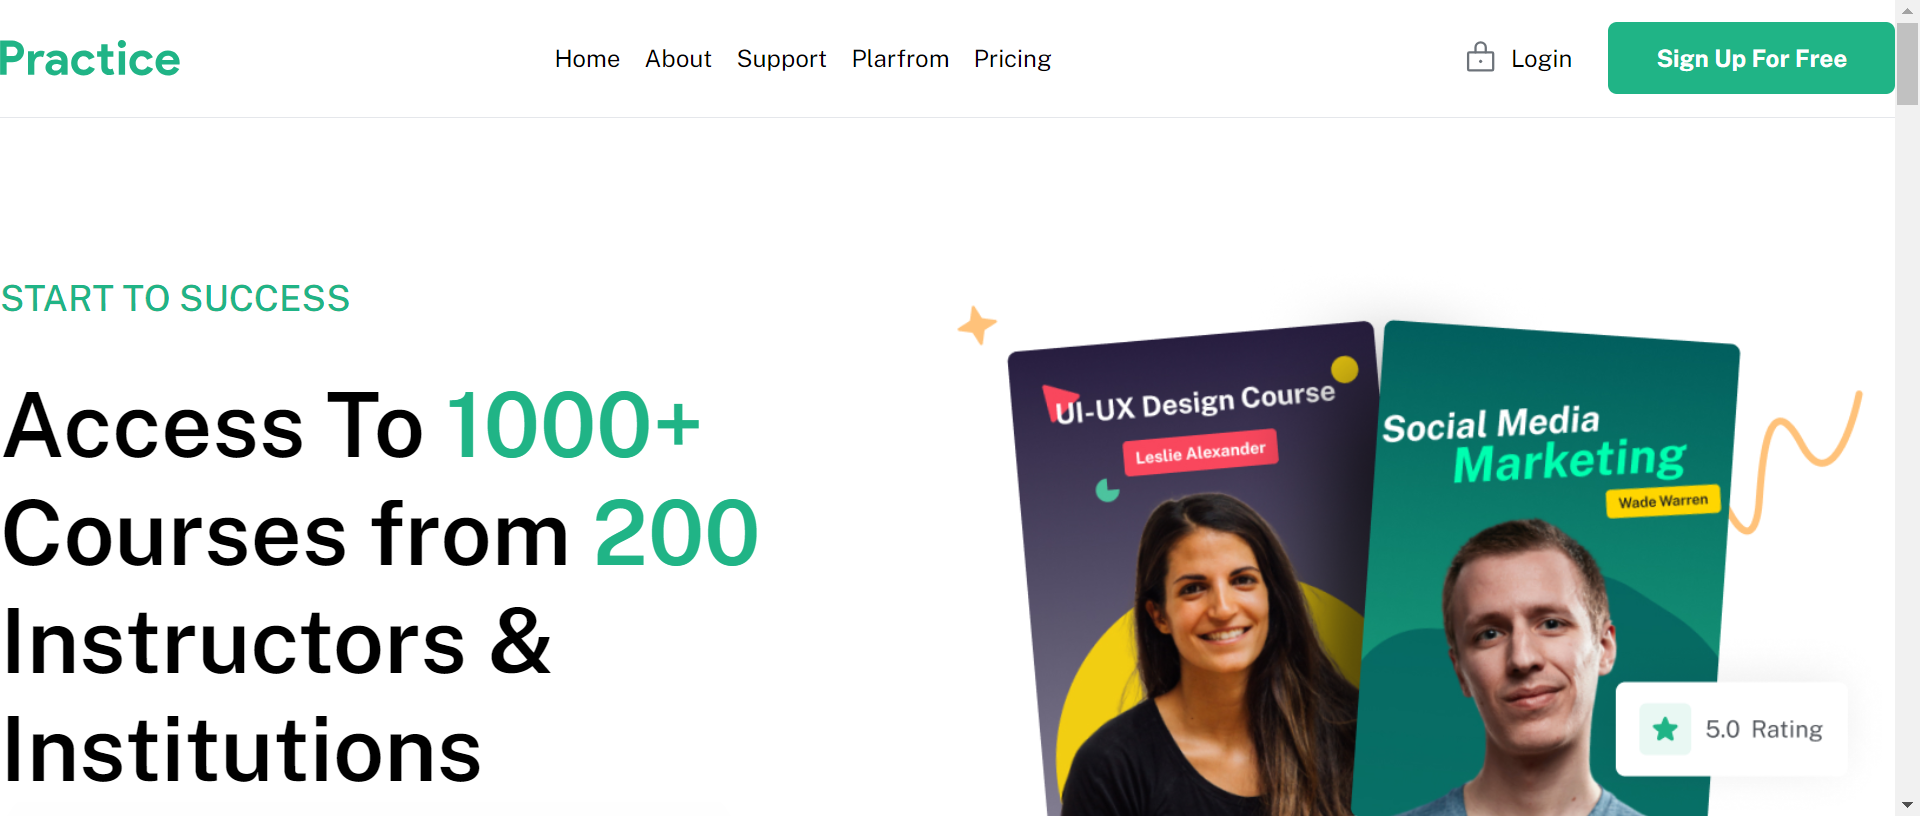 Practice
Home About Support Plarfrom Pricing
Login
Sign Up For Free
START TO SUCCESS
Access To 1000+
Courses from 200
Instructors &
Institutions
UI-UX Design Course
Leslie Alexander
Social Media
Marketing
Wade Warren
5.0 Rating